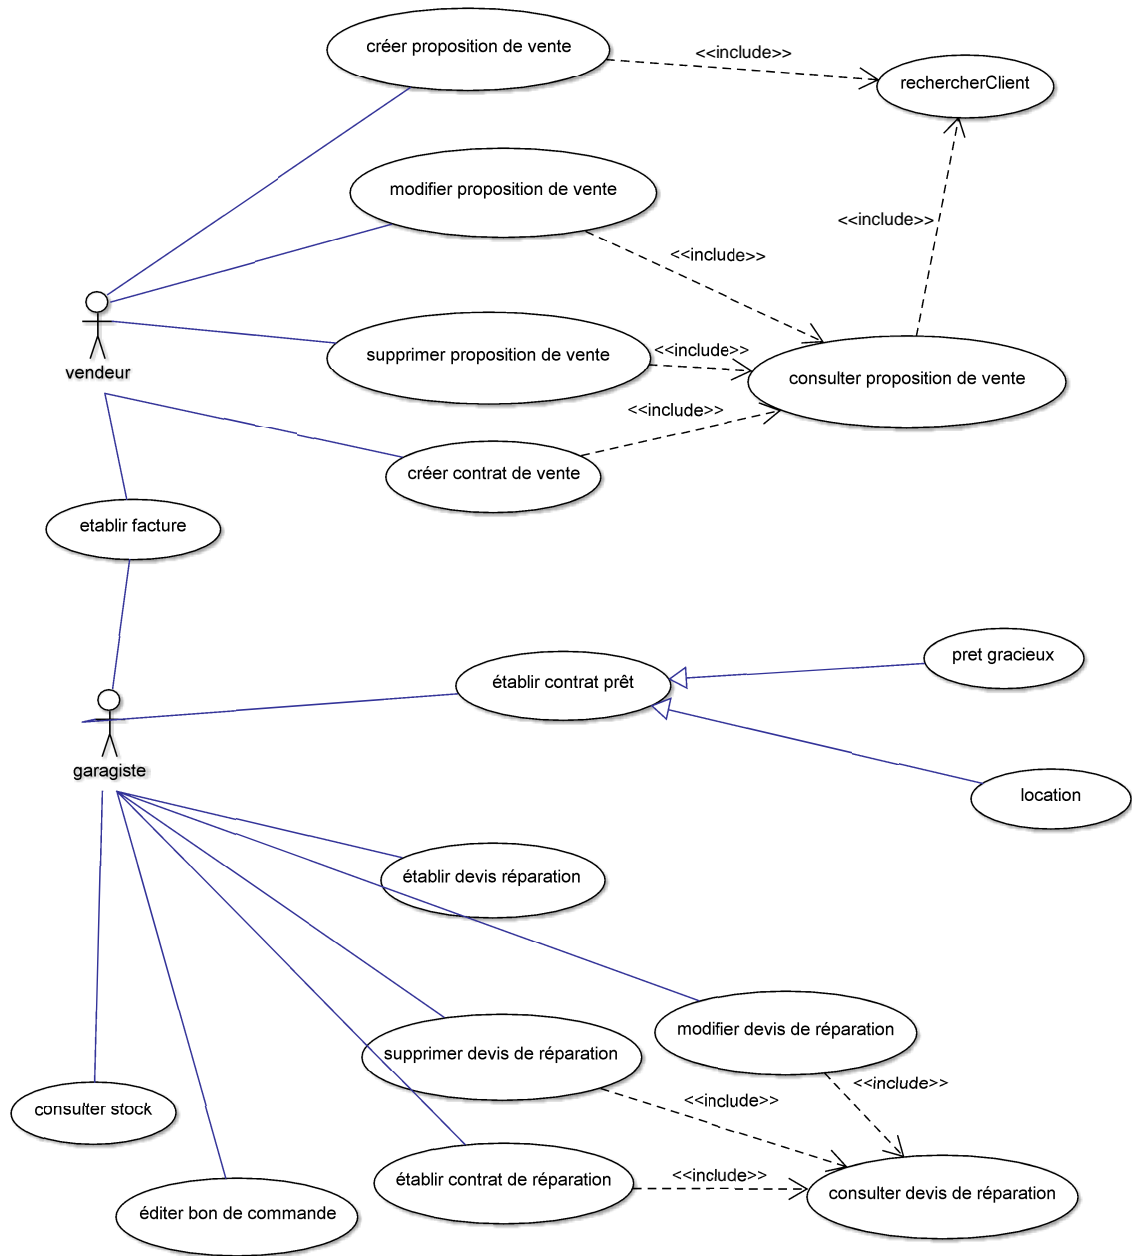 créer proposition de vente
<<include>>
rechercherClient
modifier proposition de vente
<<include>>
<<include>>
vendeur
supprimer proposition de vente
<<include>>
consulter proposition de vente
<<include>>
créer contrat de vente
etablir facture
pret gracieux
établir contrat prêt
garagiste
location
établir devis réparation
modifier devis de réparation
supprimer devis de réparation
<<include>>
<<include>>
consulter stock
établir contrat de réparation
<<include>>
consulter devis de réparation
éditer bon de commande